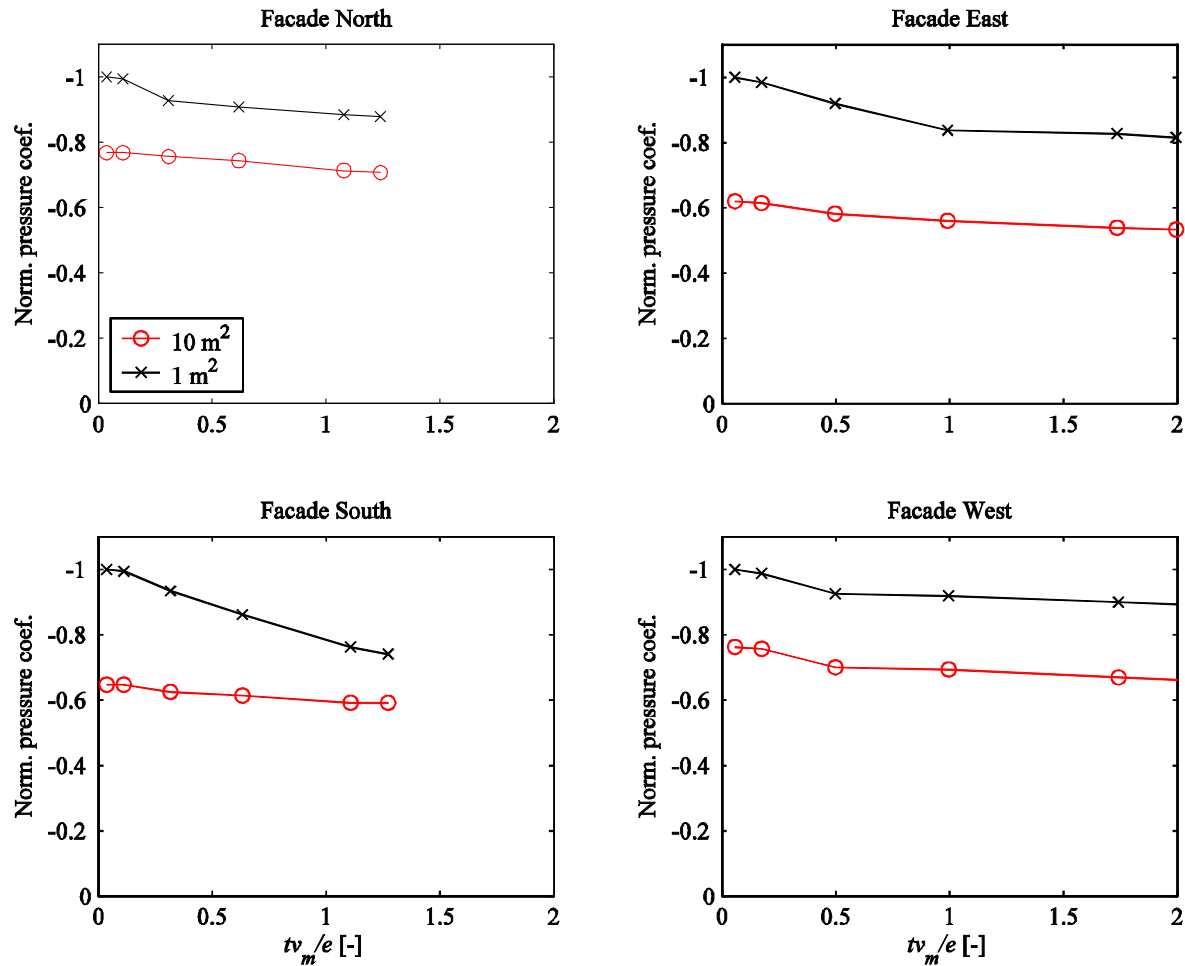 Facade North
Norm. pressure coef.
-1
-0.8
-0.6
-0.4
-0.2
0
0 0.5 1 1.5 2
10 m²
1 m²
Facade East
Norm. pressure coef.
-1
-0.8
-0.6
-0.4
-0.2
0
0 0.5 1 1.5 2
Facade South
Norm. pressure coef.
-1
-0.8
-0.6
-0.4
-0.2
0
0 0.5 1 1.5 2
tv_m/e [-]
Facade West
Norm. pressure coef.
-1
-0.8
-0.6
-0.4
-0.2
0
0 0.5 1 1.5 2
tv_m/e [-]